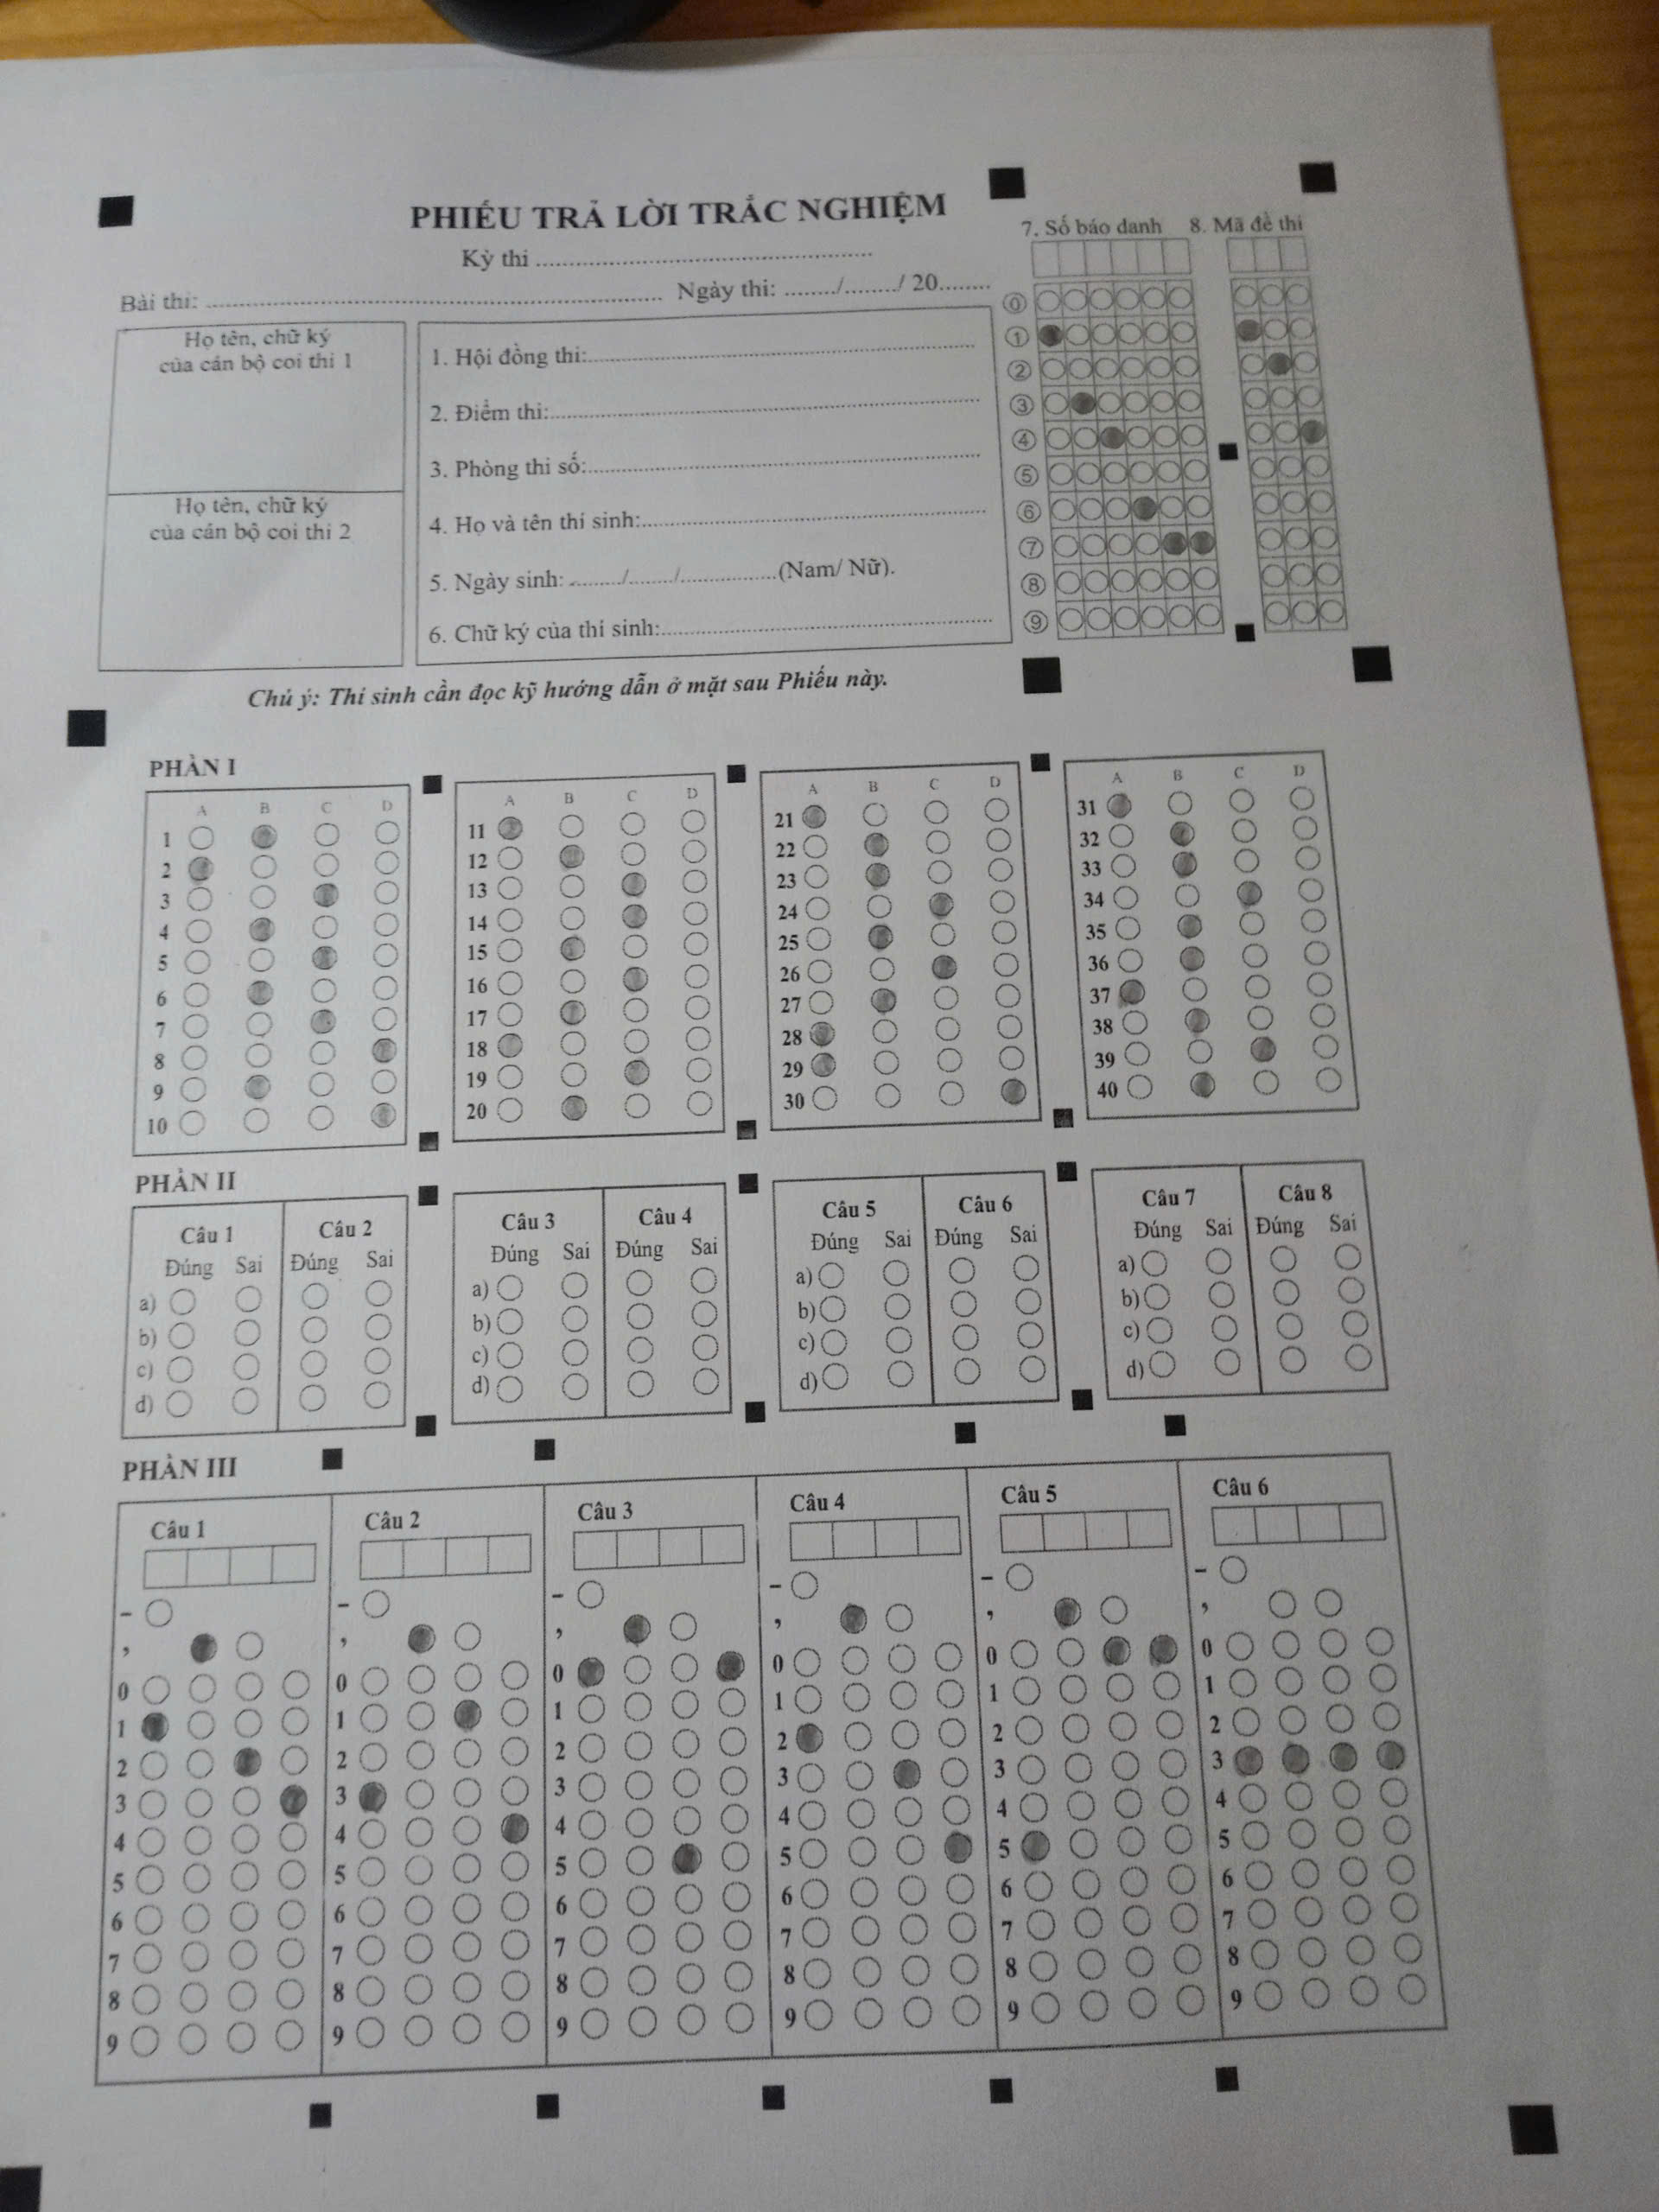 PHIẾU TRẢ LỜI TRẮC NGHIỆM
Kỳ thi
Bài thi: Ngày thi: ......../......../ 20........
Họ tên, chữ ký
của cán bộ coi thi 1
Họ tên, chữ ký
của cán bộ coi thi 2
1. Hội đồng thi:
2. Điểm thi:
3. Phòng thi số:
4. Họ và tên thí sinh:
5. Ngày sinh: ......../......../................(Nam/ Nữ).
6. Chữ ký của thí sinh:
7. Số báo danh 8. Mã đề thi
0
1
2
3
4
5
6
7
8
9
Chú ý: Thí sinh cần đọc kỹ hướng dẫn ở mặt sau Phiếu này.
PHẦN I
A B C D
1
2
3
4
5
6
7
8
9
10
A B C D
11
12
13
14
15
16
17
18
19
20
A B C D
21
22
23
24
25
26
27
28
29
30
A B C D
31
32
33
34
35
36
37
38
39
40
PHẦN II
Câu 1 Câu 2
Đúng Sai Đúng Sai
a)
b)
c)
d)
Câu 3 Câu 4
Đúng Sai Đúng Sai
a)
b)
c)
d)
Câu 5 Câu 6
Đúng Sai Đúng Sai
a)
b)
c)
d)
Câu 7 Câu 8
Đúng Sai Đúng Sai
a)
b)
c)
d)
PHẦN III
Câu 1
-
,
0
1
2
3
4
5
6
7
8
9
Câu 2
-
,
0
1
2
3
4
5
6
7
8
9
Câu 3
-
,
0
1
2
3
4
5
6
7
8
9
Câu 4
-
,
0
1
2
3
4
5
6
7
8
9
Câu 5
-
,
0
1
2
3
4
5
6
7
8
9
Câu 6
-
,
0
1
2
3
4
5
6
7
8
9